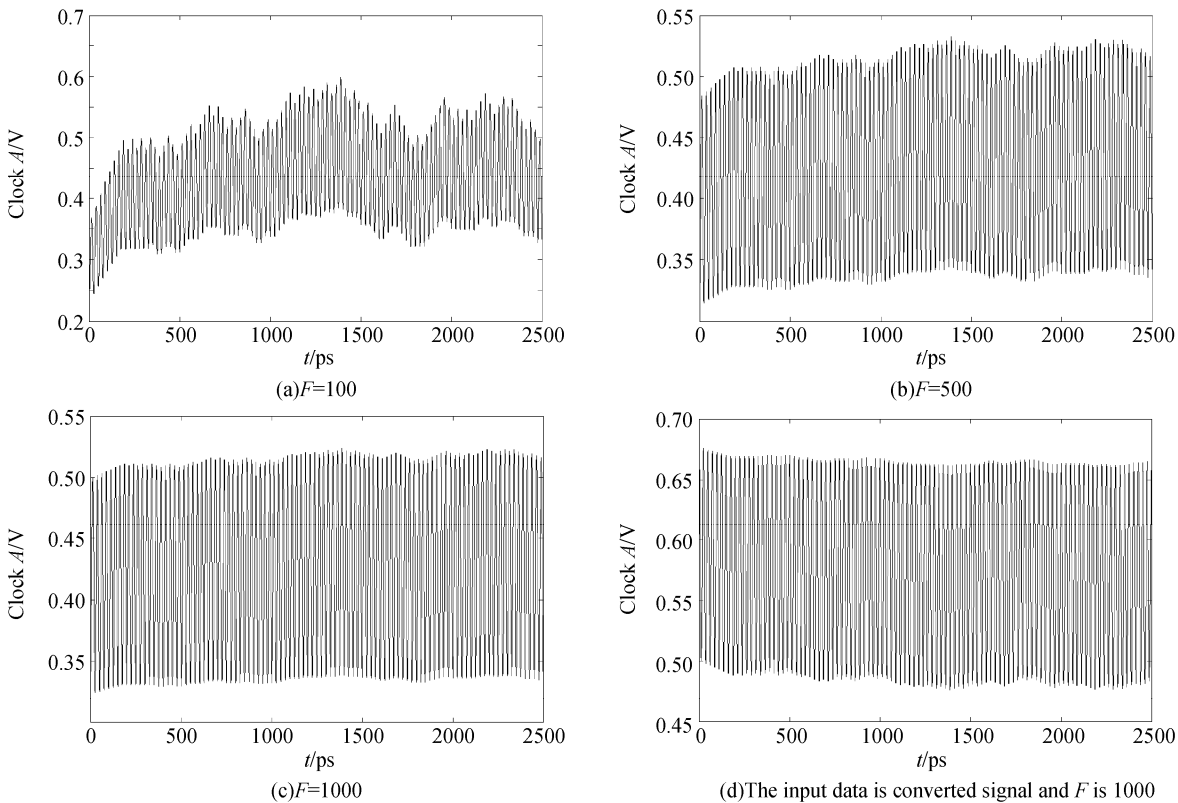 0.7
0.6
0.5
0.4
0.3
0.2
Clock A/V
0 500 1000 1500 2000 2500
t/ps
(a)F=100
0.55
0.50
0.45
0.40
0.35
Clock A/V
0 500 1000 1500 2000 2500
t/ps
(b)F=500
0.55
0.50
0.45
0.40
0.35
Clock A/V
0 500 1000 1500 2000 2500
t/ps
(c)F=1000
0.70
0.65
0.60
0.55
0.50
0.45
Clock A/V
0 500 1000 1500 2000 2500
t/ps
(d)The input data is converted signal and F is 1000